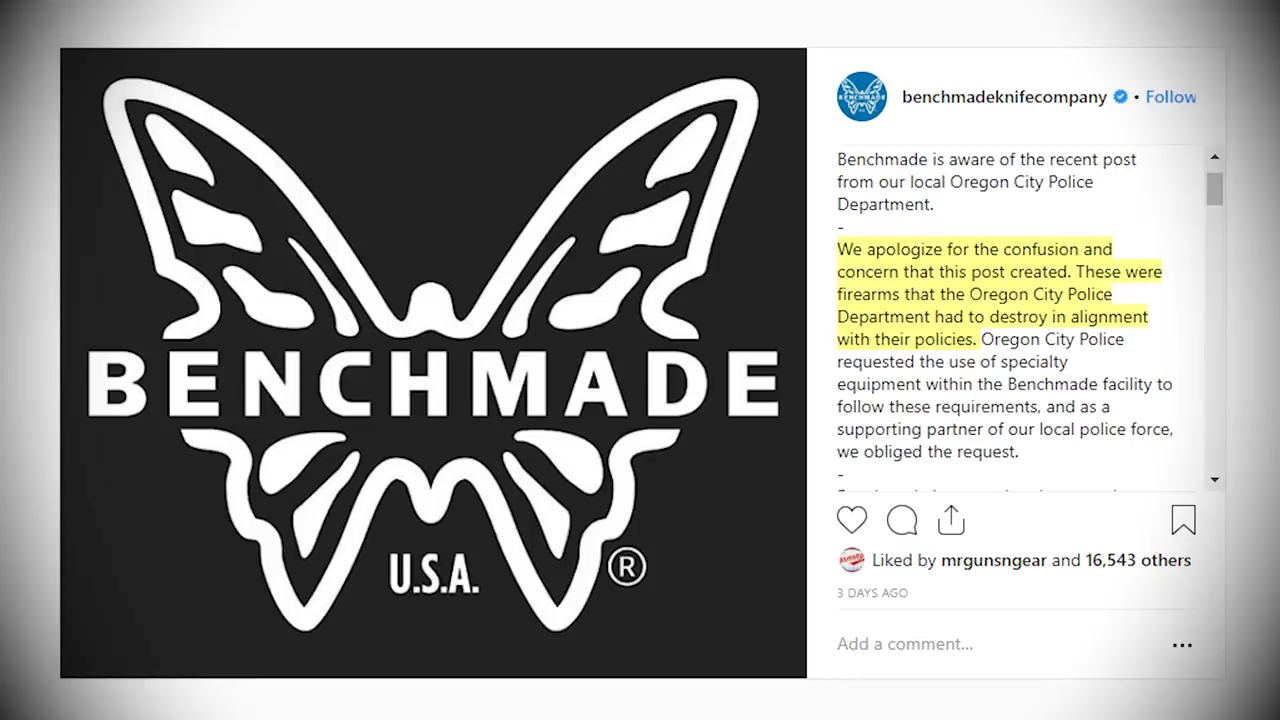 BENCHMADE
U.S.A.
®
BENCHMADE
benchmadeknifecompany • Follow
Benchmade is aware of the recent post
from our local Oregon City Police
Department.
-
We apologize for the confusion and
concern that this post created. These were
firearms that the Oregon City Police
Department had to destroy in alignment
with their policies. Oregon City Police
requested the use of specialty
equipment within the Benchmade facility to
follow these requirements, and as a
supporting partner of our local police force,
we obliged the request.
-
Liked by mrgunsngear and 16,543 others
3 DAYS AGO
Add a comment...